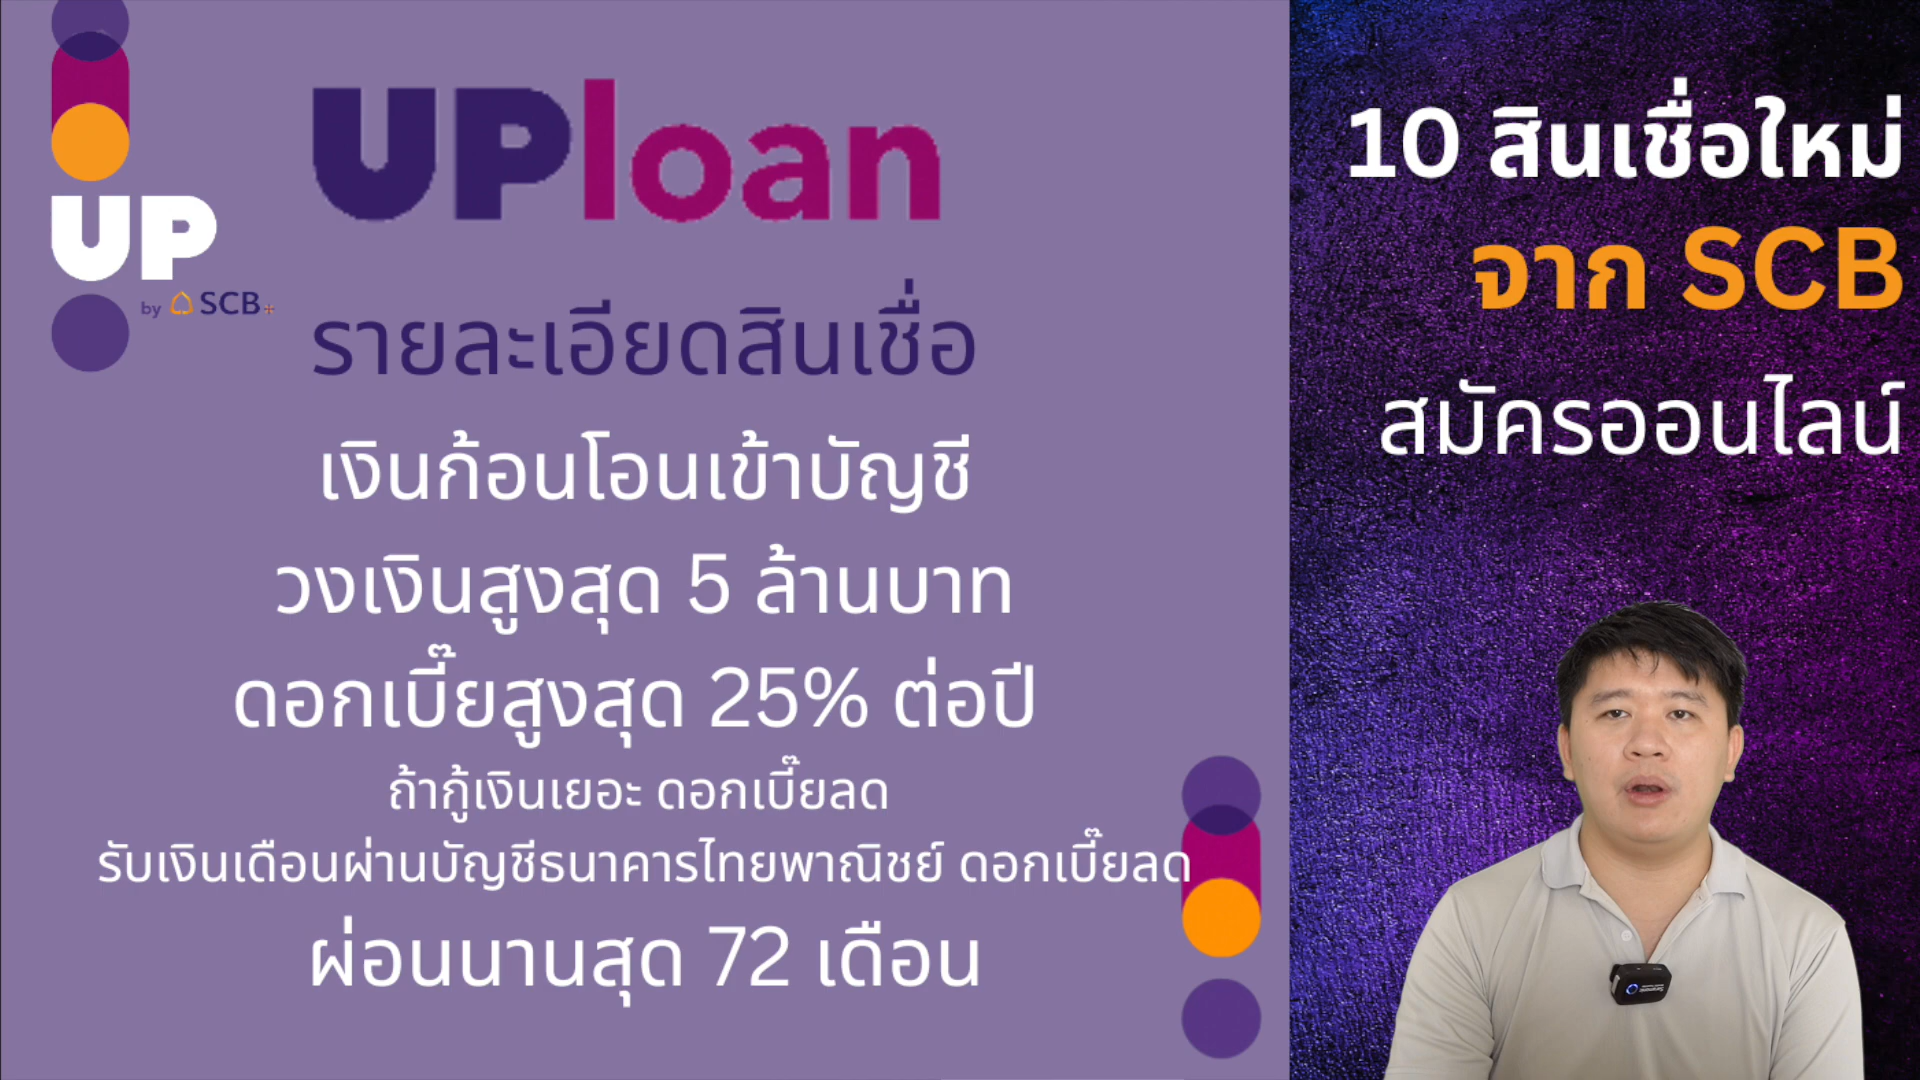 UP
by SCB+
UPloan
รายละเอียดสินเชื่อ
เงินก้อนโอนเข้าบัญชี
วงเงินสูงสุด 5 ล้านบาท
ดอกเบี๊ยสูงสุด 25% ต่อปี
ถ้ากู้เงินเยอะ ดอกเบี๊ยลด
รับเงินเดือนผ่านบัญชีธนาคารไทยพาณิชย์ ดอกเบี๊ยลด
ผ่อนนานสุด 72 เดือน
10 สินเชื่อใหม่
จาก SCB
สมัครออนไลน์